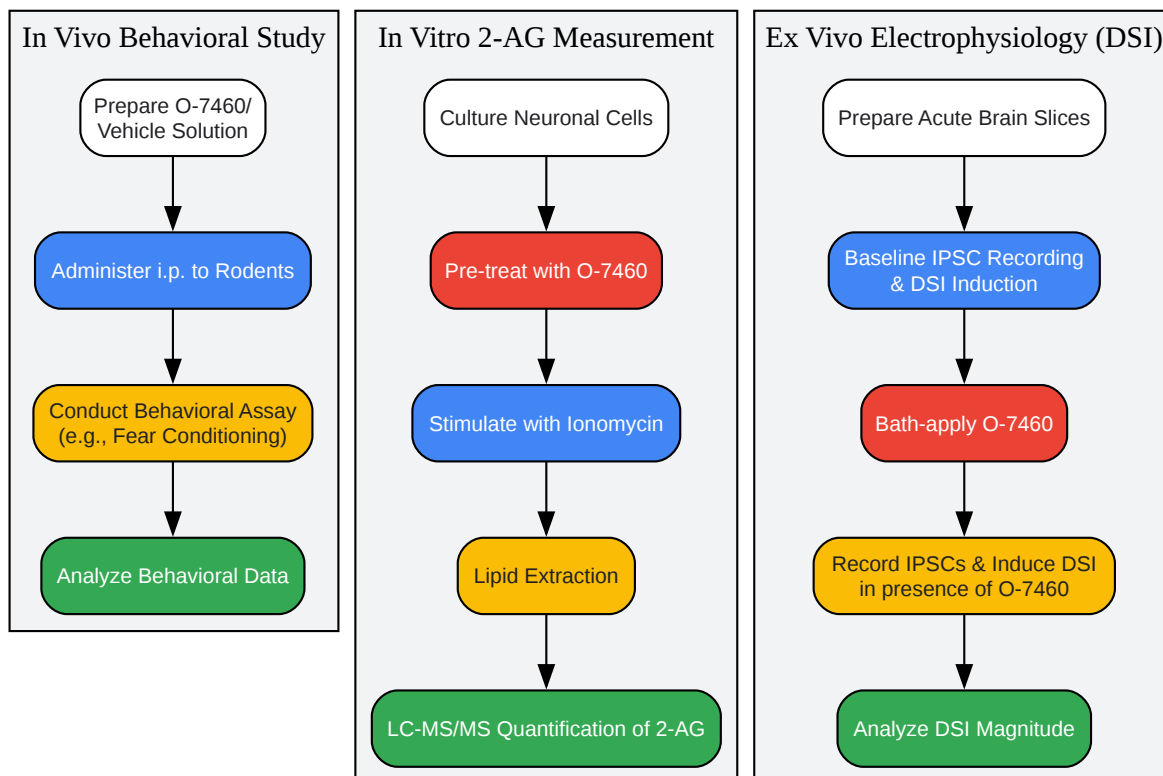 In Vivo Behavioral Study
Prepare O-7460/
Vehicle Solution
Administer i.p. to Rodents
Conduct Behavioral Assay
(e.g., Fear Conditioning)
Analyze Behavioral Data
In Vitro 2-AG Measurement
Culture Neuronal Cells
Pre-treat with O-7460
Stimulate with Ionomycin
Lipid Extraction
LC-MS/MS Quantification of 2-AG
Ex Vivo Electrophysiology (DSI)
Prepare Acute Brain Slices
Baseline IPSC Recording
& DSI Induction
Bath-apply O-7460
Record IPSCs & Induce DSI
in presence of O-7460
Analyze DSI Magnitude